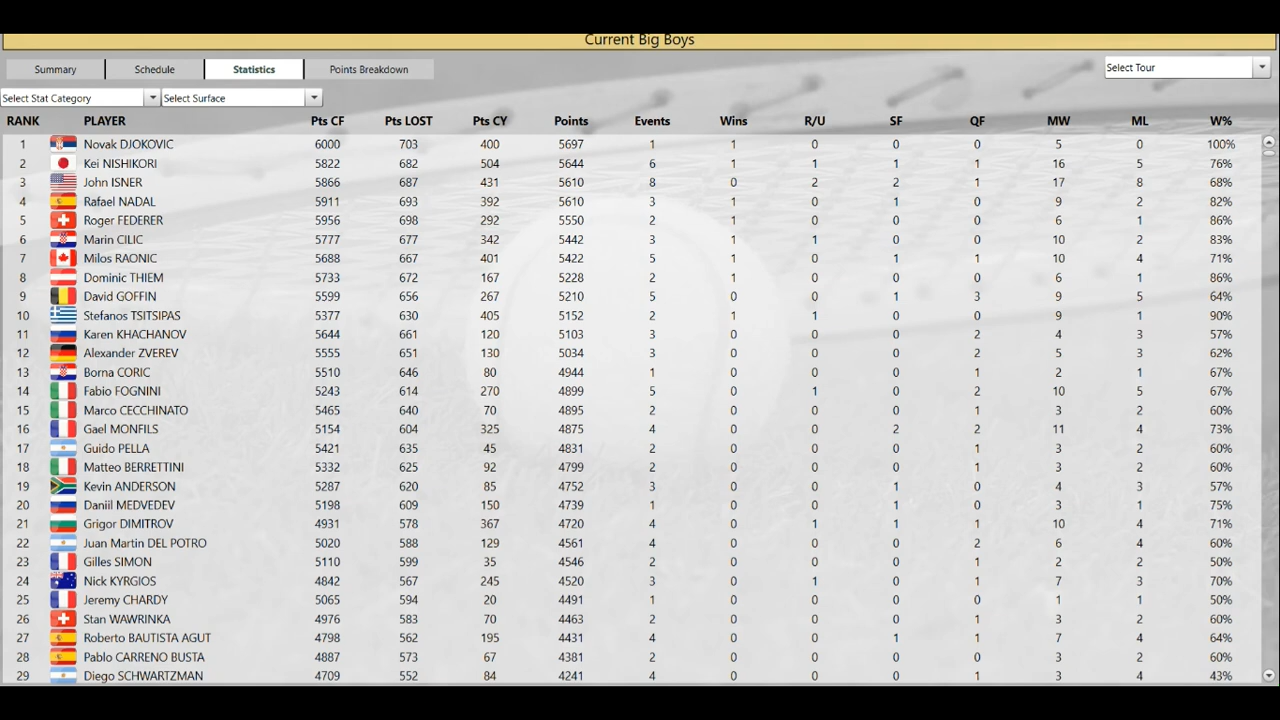 Current Big Boys
Summary Schedule Statistics Points Breakdown Select Tour
Select Stat Category Select Surface
RANK PLAYER Pts CF Pts LOST Pts CY Points Events Wins R/U SF QF MW ML W%
1 Novak DJOKOVIC 6000 703 400 5697 1 1 0 0 0 5 0 100%
2 Kei NISHIKORI 5822 682 504 5644 6 1 1 1 1 16 5 76%
3 John ISNER 5866 687 431 5610 8 0 2 2 1 17 8 68%
4 Rafael NADAL 5911 693 392 5610 3 1 0 1 0 9 2 82%
5 Roger FEDERER 5956 698 292 5550 2 1 0 0 0 6 1 86%
6 Marin CILIC 5777 677 342 5442 3 1 1 0 0 10 2 83%
7 Milos RAONIC 5688 667 401 5422 5 1 0 1 1 10 4 71%
8 Dominic THIEM 5733 672 167 5228 2 1 0 0 0 6 1 86%
9 David GOFFIN 5599 656 267 5210 5 0 0 1 3 9 5 64%
10 Stefanos TSITSIPAS 5377 630 405 5152 2 1 1 0 0 9 1 90%
11 Karen KHACHANOV 5644 661 120 5103 3 0 0 0 2 4 3 57%
12 Alexander ZVEREV 5555 651 130 5034 3 0 0 0 2 5 3 62%
13 Borna CORIC 5510 646 80 4944 1 0 0 0 1 2 1 67%
14 Fabio FOGNINI 5243 614 270 4899 5 0 1 0 2 10 5 67%
15 Marco CECCHINATO 5465 640 70 4895 2 0 0 0 1 3 2 60%
16 Gael MONFILS 5154 604 325 4875 4 0 0 2 2 11 4 73%
17 Guido PELLA 5421 635 45 4831 2 0 0 0 1 3 2 60%
18 Matteo BERRETTINI 5332 625 92 4799 2 0 0 0 1 3 2 60%
19 Kevin ANDERSON 5287 620 85 4752 3 0 0 1 0 4 3 57%
20 Daniil MEDVEDEV 5198 609 150 4739 1 0 0 1 0 3 1 75%
21 Grigor DIMITROV 4931 578 367 4720 4 0 1 1 1 10 4 71%
22 Juan Martin DEL POTRO 5020 588 129 4561 4 0 0 0 2 6 4 60%
23 Gilles SIMON 5110 599 35 4546 2 0 0 0 1 2 2 50%
24 Nick KYRGIOS 4842 567 245 4520 3 0 1 0 1 7 3 70%
25 Jeremy CHARDY 5065 594 20 4491 1 0 0 0 0 1 1 50%
26 Stan WAWRINKA 4976 583 70 4463 2 0 0 0 1 3 2 60%
27 Roberto BAUTISTA AGUT 4798 562 195 4431 4 0 0 1 1 7 4 64%
28 Pablo CARRENO BUSTA 4887 573 67 4381 2 0 0 0 0 3 2 60%
29 Diego SCHWARTZMAN 4709 552 84 4241 4 0 0 0 1 3 4 43%